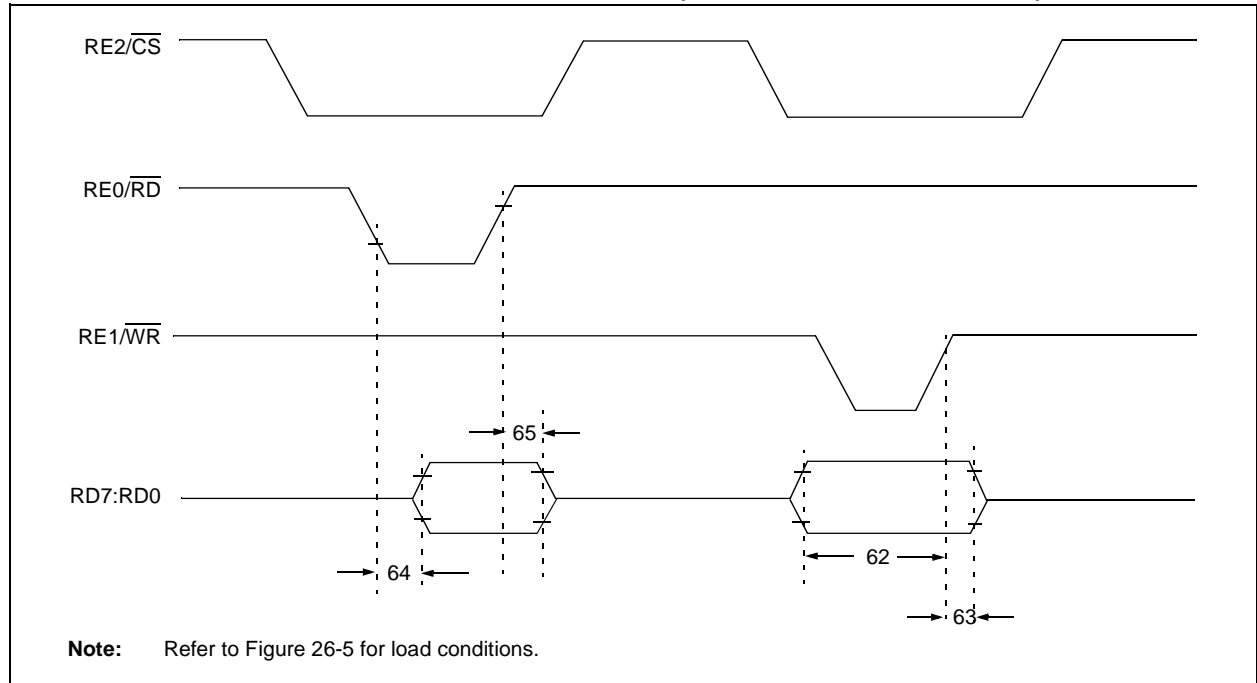 RE2/CS
RE0/RD
RE1/WR
65
RD7:RD0
62
64
63
Note: Refer to Figure 26-5 for load conditions.